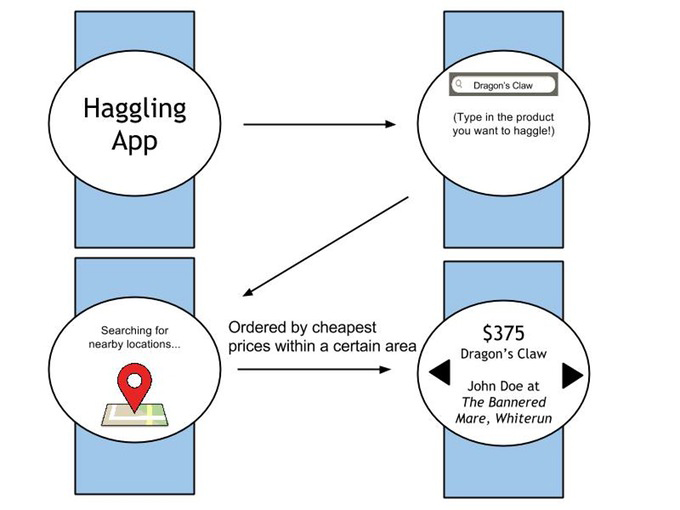 Haggling
App
Dragon's Claw
(Type in the product
you want to haggle!)
Searching for
nearby locations...
Ordered by cheapest
prices within a certain area
$375
Dragon's Claw
John Doe at
The Bannered
Mare, Whiterun